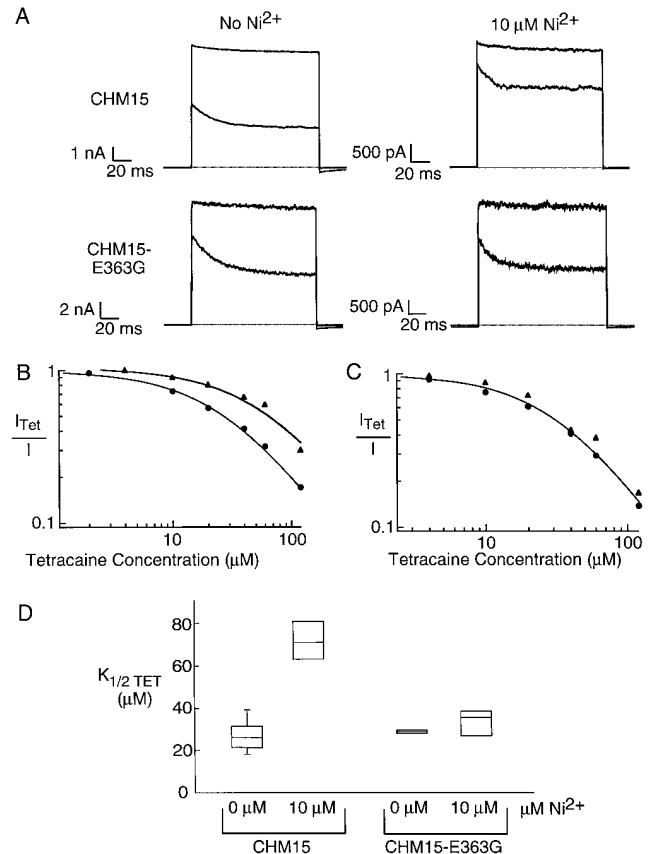 A
No Ni2+
10 µM Ni2+
CHM15
1 nA
20 ms
500 pA
20 ms
CHM15-
E363G
2 nA
20 ms
500 pA
20 ms
B
1
ITet
I
0.1
10
100
Tetracaine Concentration (µM)
C
1
ITet
I
0.1
10
100
Tetracaine Concentration (µM)
D
80
60
40
20
0
K1/2 TET
(µM)
0 µM
10 µM
0 µM
10 µM
µM Ni2+
CHM15
CHM15-E363G